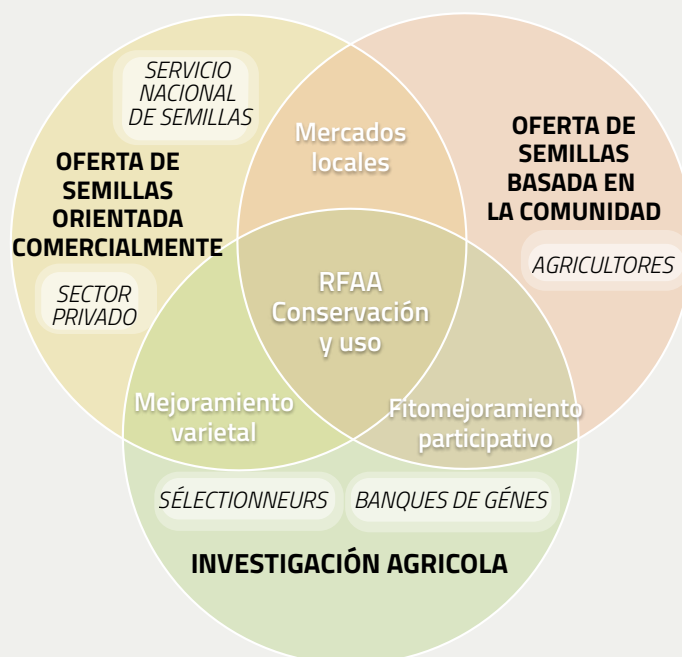 SERVICIO
NACIONAL
DE SEMILLAS
Mercados
locales
OFERTA DE
SEMILLAS
BASADA EN
LA COMUNIDAD
OFERTA DE
SEMILLAS
ORIENTADA
COMERCIALMENTE
AGRICULTORES
SECTOR
PRIVADO
RFAA
Conservación
y uso
Mejoramiento
varietal
Fitomejoramiento
participativo
SÉLECTIONNEURS
BANQUES DE GÉNES
INVESTIGACIÓN AGRICOLA